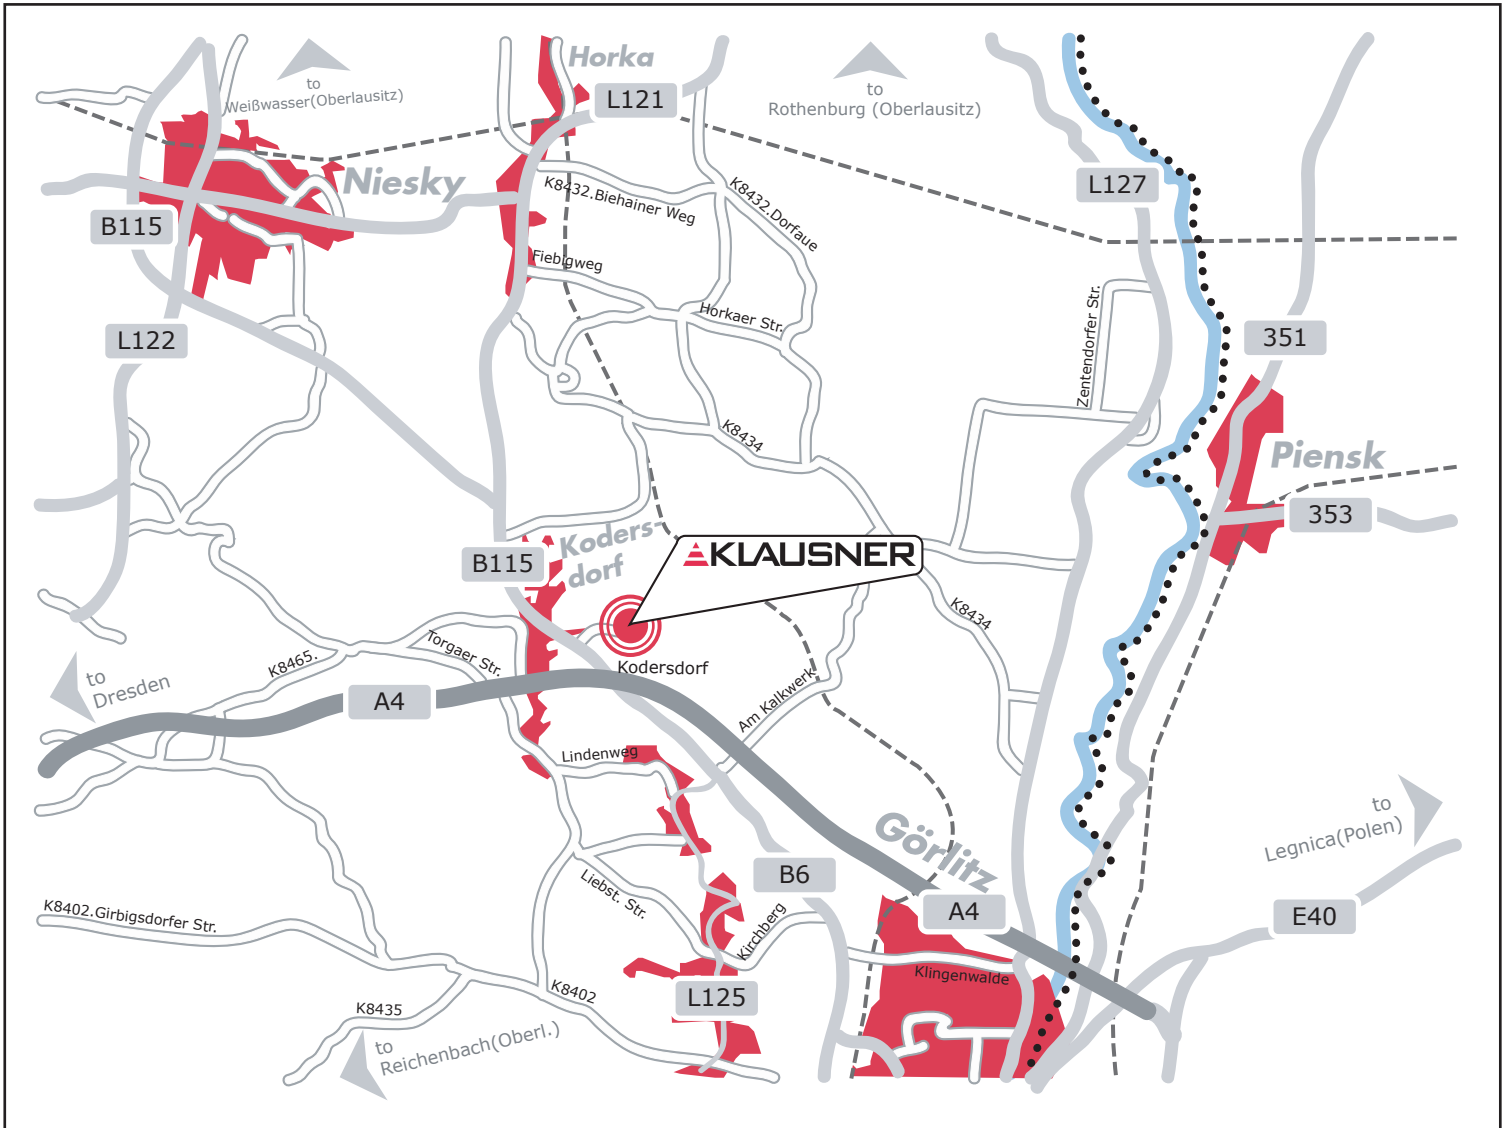 Horka
to
Weißwasser(Oberlausitz)
L121
to
Rothenburg (Oberlausitz)
Niesky
L127
K8432.Biehainer Weg
K8432.Dorfaue
B115
Fiebigweg
Zentendorfer Str.
Horkaer Str.
L122
351
K8434
Piensk
353
Koders-
dorf
B115
KLAUSNER
K8434
Torgaer Str.
K8465.
Kodersdorf
to
Dresden
A4
Am Kalkwerk
Lindenweg
to
Legnica(Polen)
Görlitz
B6
Liebst. Str.
A4
K8402.Girbigsdorfer Str.
Kirchberg
E40
Klingenwalde
K8402
L125
K8435
to
Reichenbach(Oberl.)